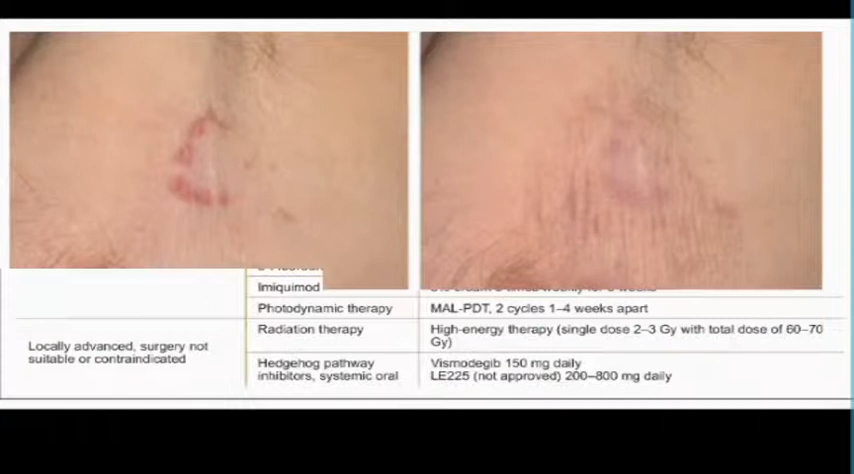 Imiquimod
Photodynamic therapy
MAL-PDT, 2 cycles 1–4 weeks apart
Locally advanced, surgery not
suitable or contraindicated
Radiation therapy
High-energy therapy (single dose 2–3 Gy with total dose of 60–70
Gy)
Hedgehog pathway
inhibitors, systemic oral
Vismodegib 150 mg daily
LE225 (not approved) 200–800 mg daily